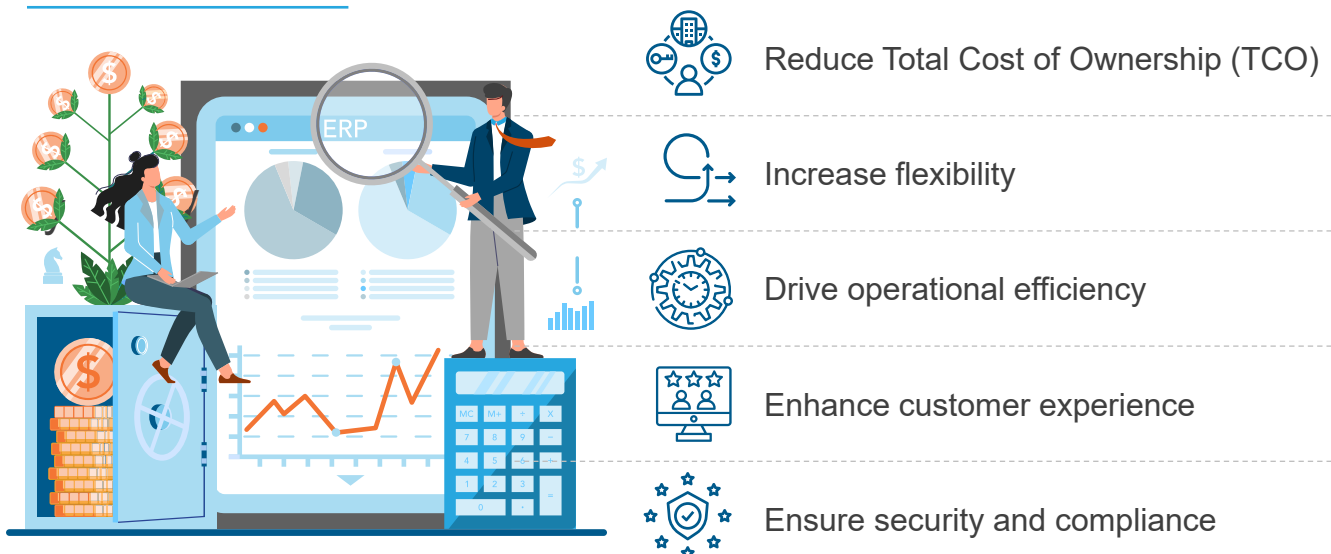 ERP
Reduce Total Cost of Ownership (TCO)
Increase flexibility
Drive operational efficiency
Enhance customer experience
Ensure security and compliance
$
$
$
MC M+ ÷ X
7 8 9 −
4 5 6 +
1 2 3 =
0 ·